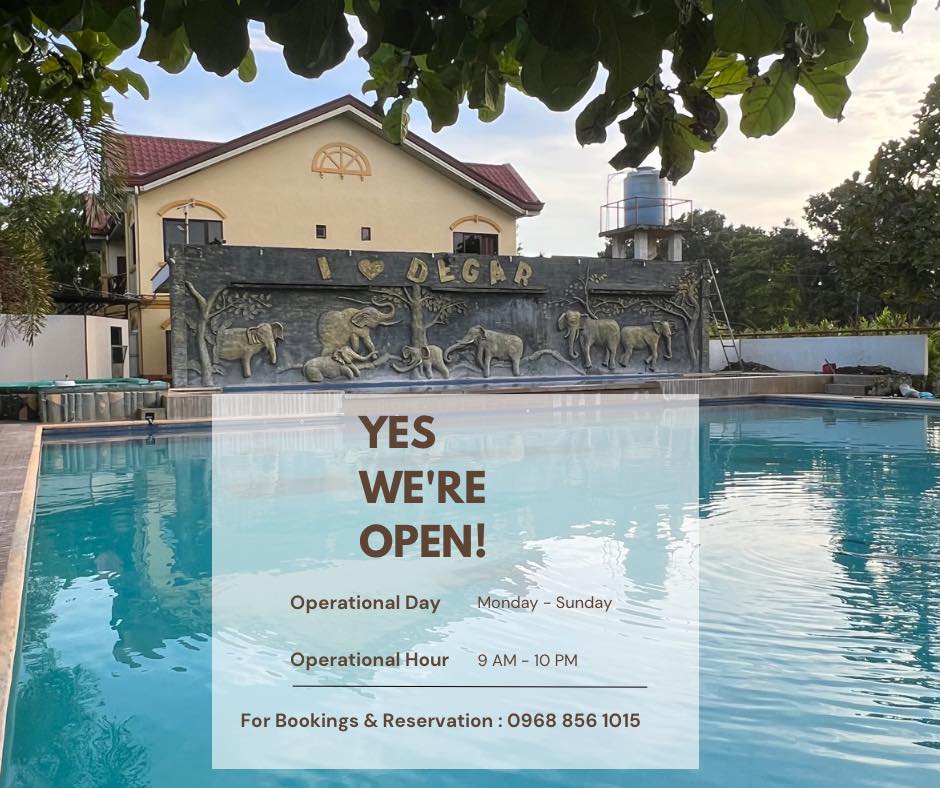 I ❤ DEGAR
YES
WE'RE
OPEN!
Operational Day Monday - Sunday
Operational Hour 9 AM - 10 PM
For Bookings & Reservation : 0968 856 1015